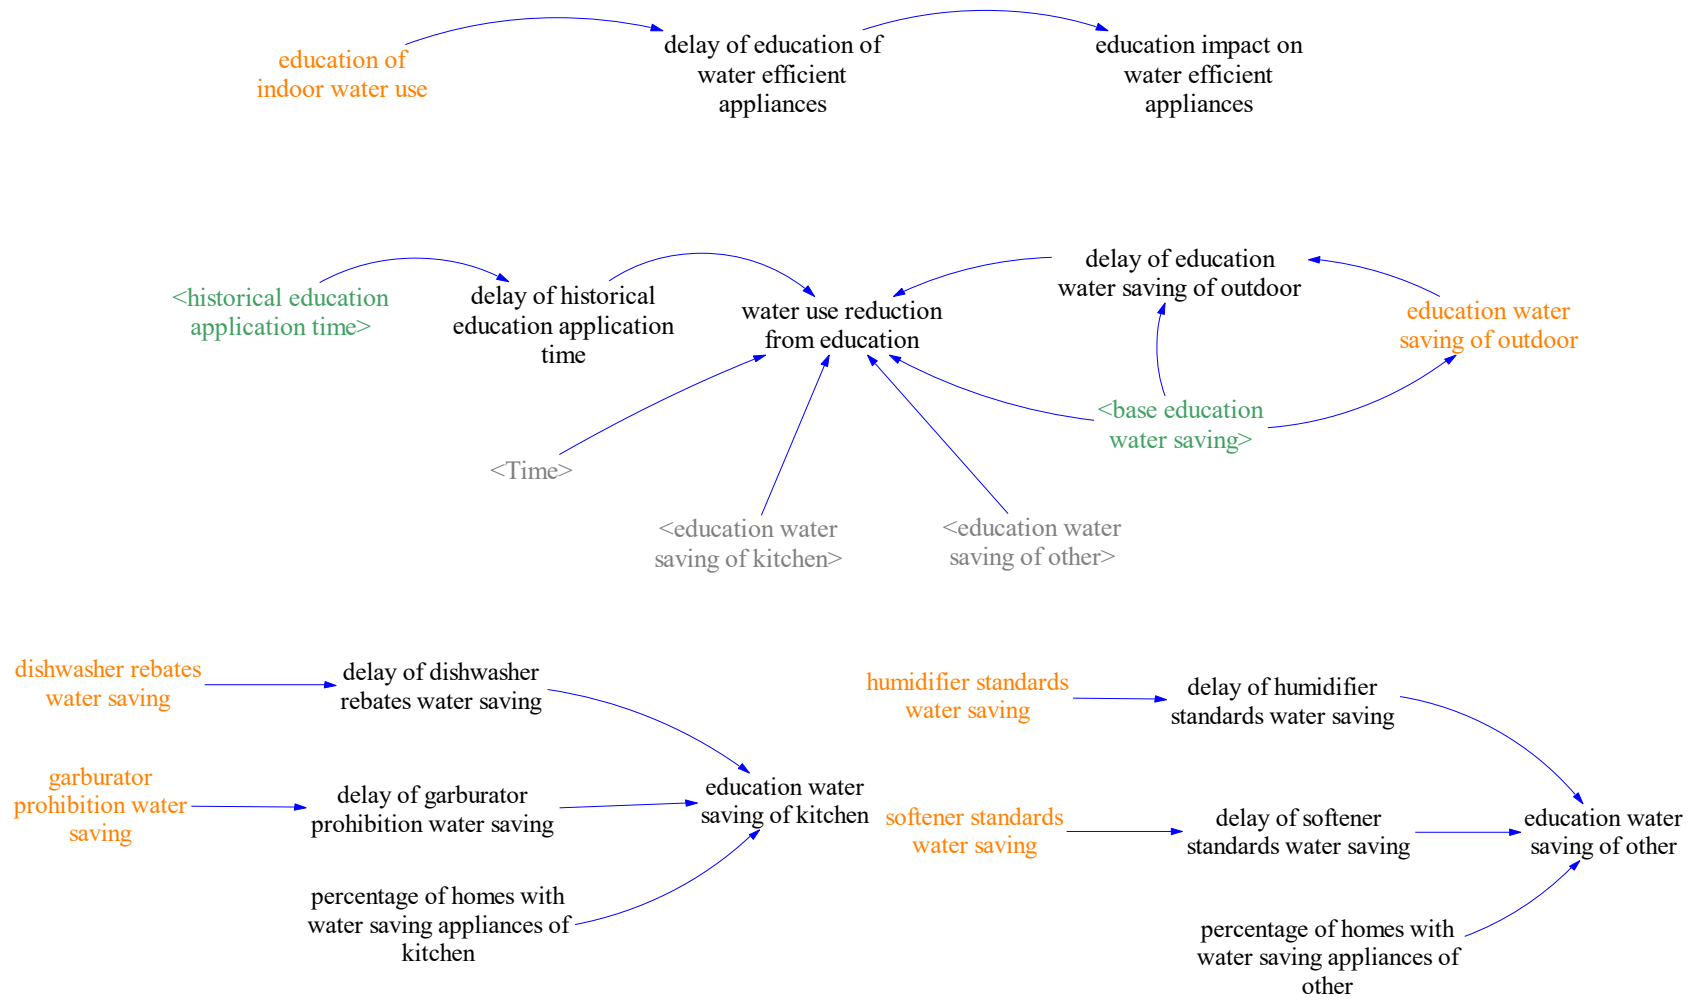 education of
indoor water use
delay of education of
water efficient
appliances
education impact on
water efficient
appliances
<historical education
application time>
delay of historical
education application
time
water use reduction
from education
delay of education
water saving of outdoor
education water
saving of outdoor
<base education
water saving>
<Time>
<education water
saving of kitchen>
<education water
saving of other>
dishwasher rebates
water saving
delay of dishwasher
rebates water saving
garburator
prohibition water
saving
delay of garburator
prohibition water saving
percentage of homes with
water saving appliances of
kitchen
education water
saving of kitchen
humidifier standards
water saving
delay of humidifier
standards water saving
softener standards
water saving
delay of softener
standards water saving
percentage of homes with
water saving appliances of
other
education water
saving of other